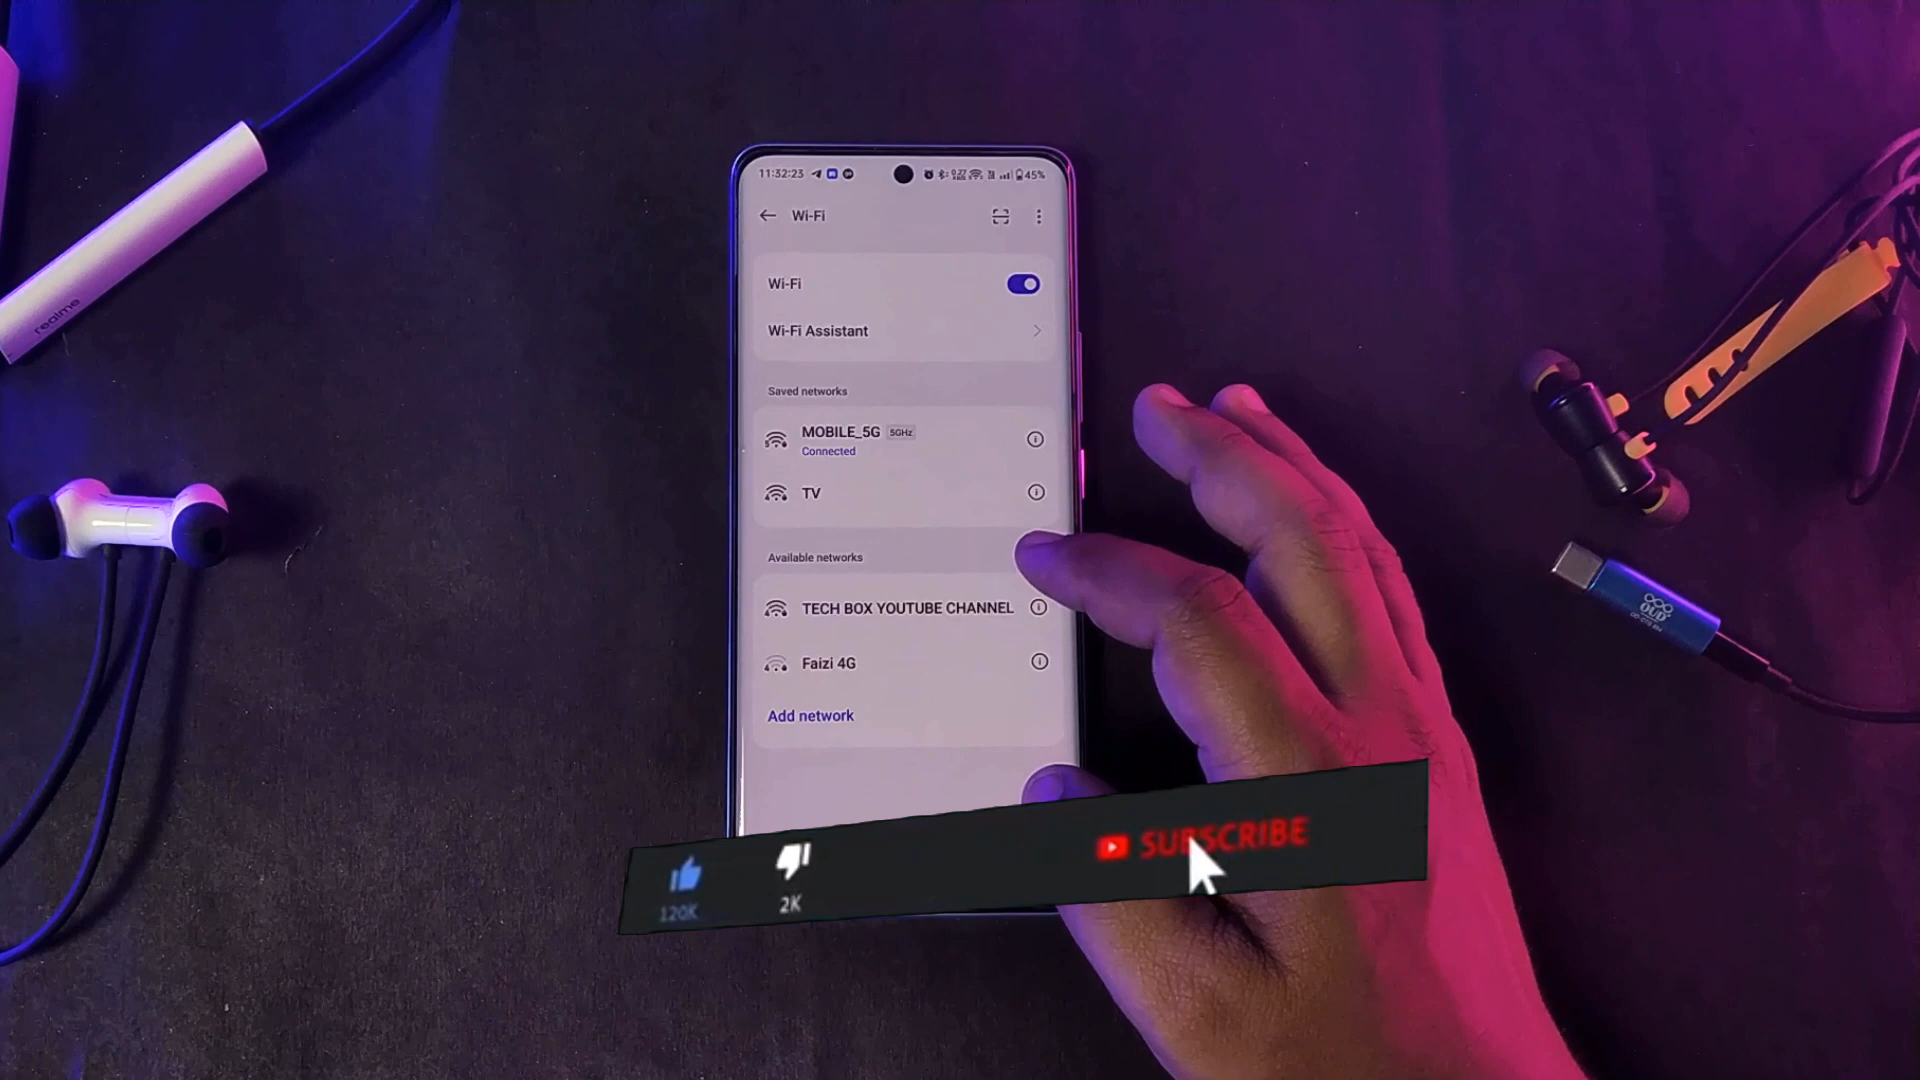 realme
11:32:23
45%
Wi-Fi
Wi-Fi
Wi-Fi Assistant
Saved networks
MOBILE_5G 5GHz
Connected
TV
Available networks
TECH BOX YOUTUBE CHANNEL
Faizi 4G
Add network
OUD
120K
2K
SUBSCRIBE